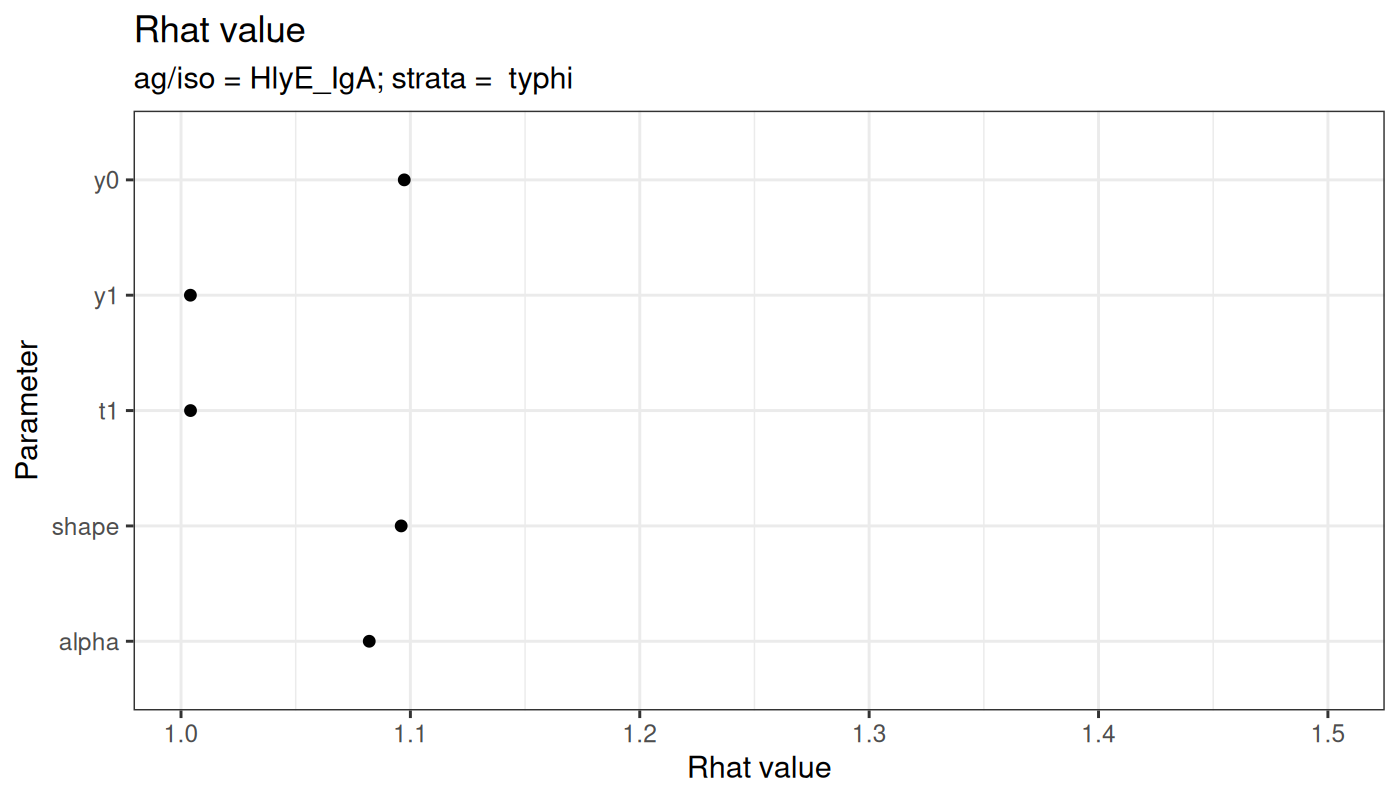 Rhat value
ag/iso = HlyE_IgA; strata =  typhi
y0
y1
t1
shape
alpha
Parameter
1.0 1.1 1.2 1.3 1.4 1.5
Rhat value